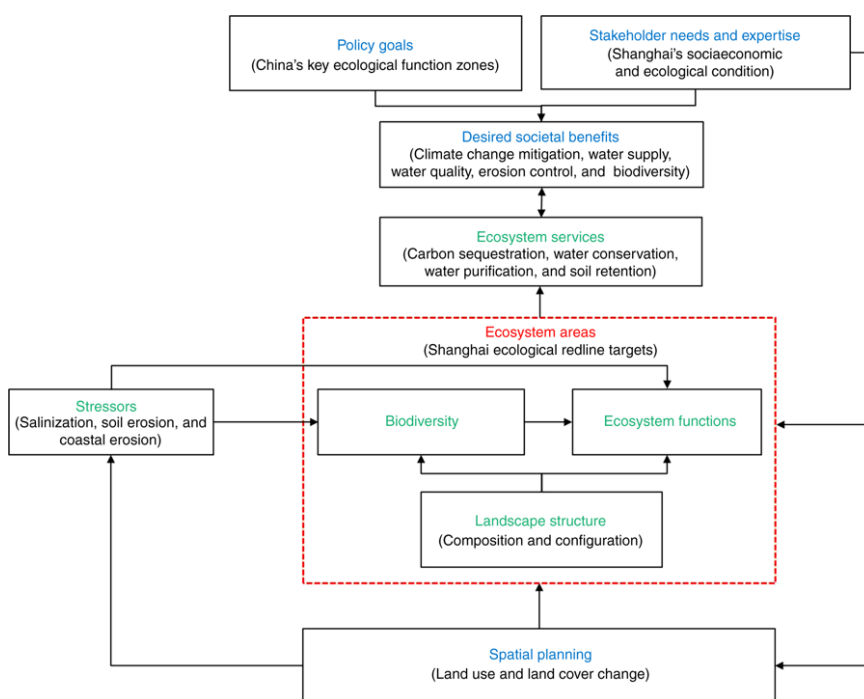 Policy goals
(China's key ecological function zones)
Stakeholder needs and expertise
(Shanghai's sociaeconomic
and ecological condition)
Desired societal benefits
(Climate change mitigation, water supply,
water quality, erosion control, and biodiversity)
Ecosystem services
(Carbon sequestration, water conservation,
water purification, and soil retention)
Ecosystem areas
(Shanghai ecological redline targets)
Stressors
(Salinization, soil erosion, and
coastal erosion)
Biodiversity
Ecosystem functions
Landscape structure
(Composition and configuration)
Spatial planning
(Land use and land cover change)